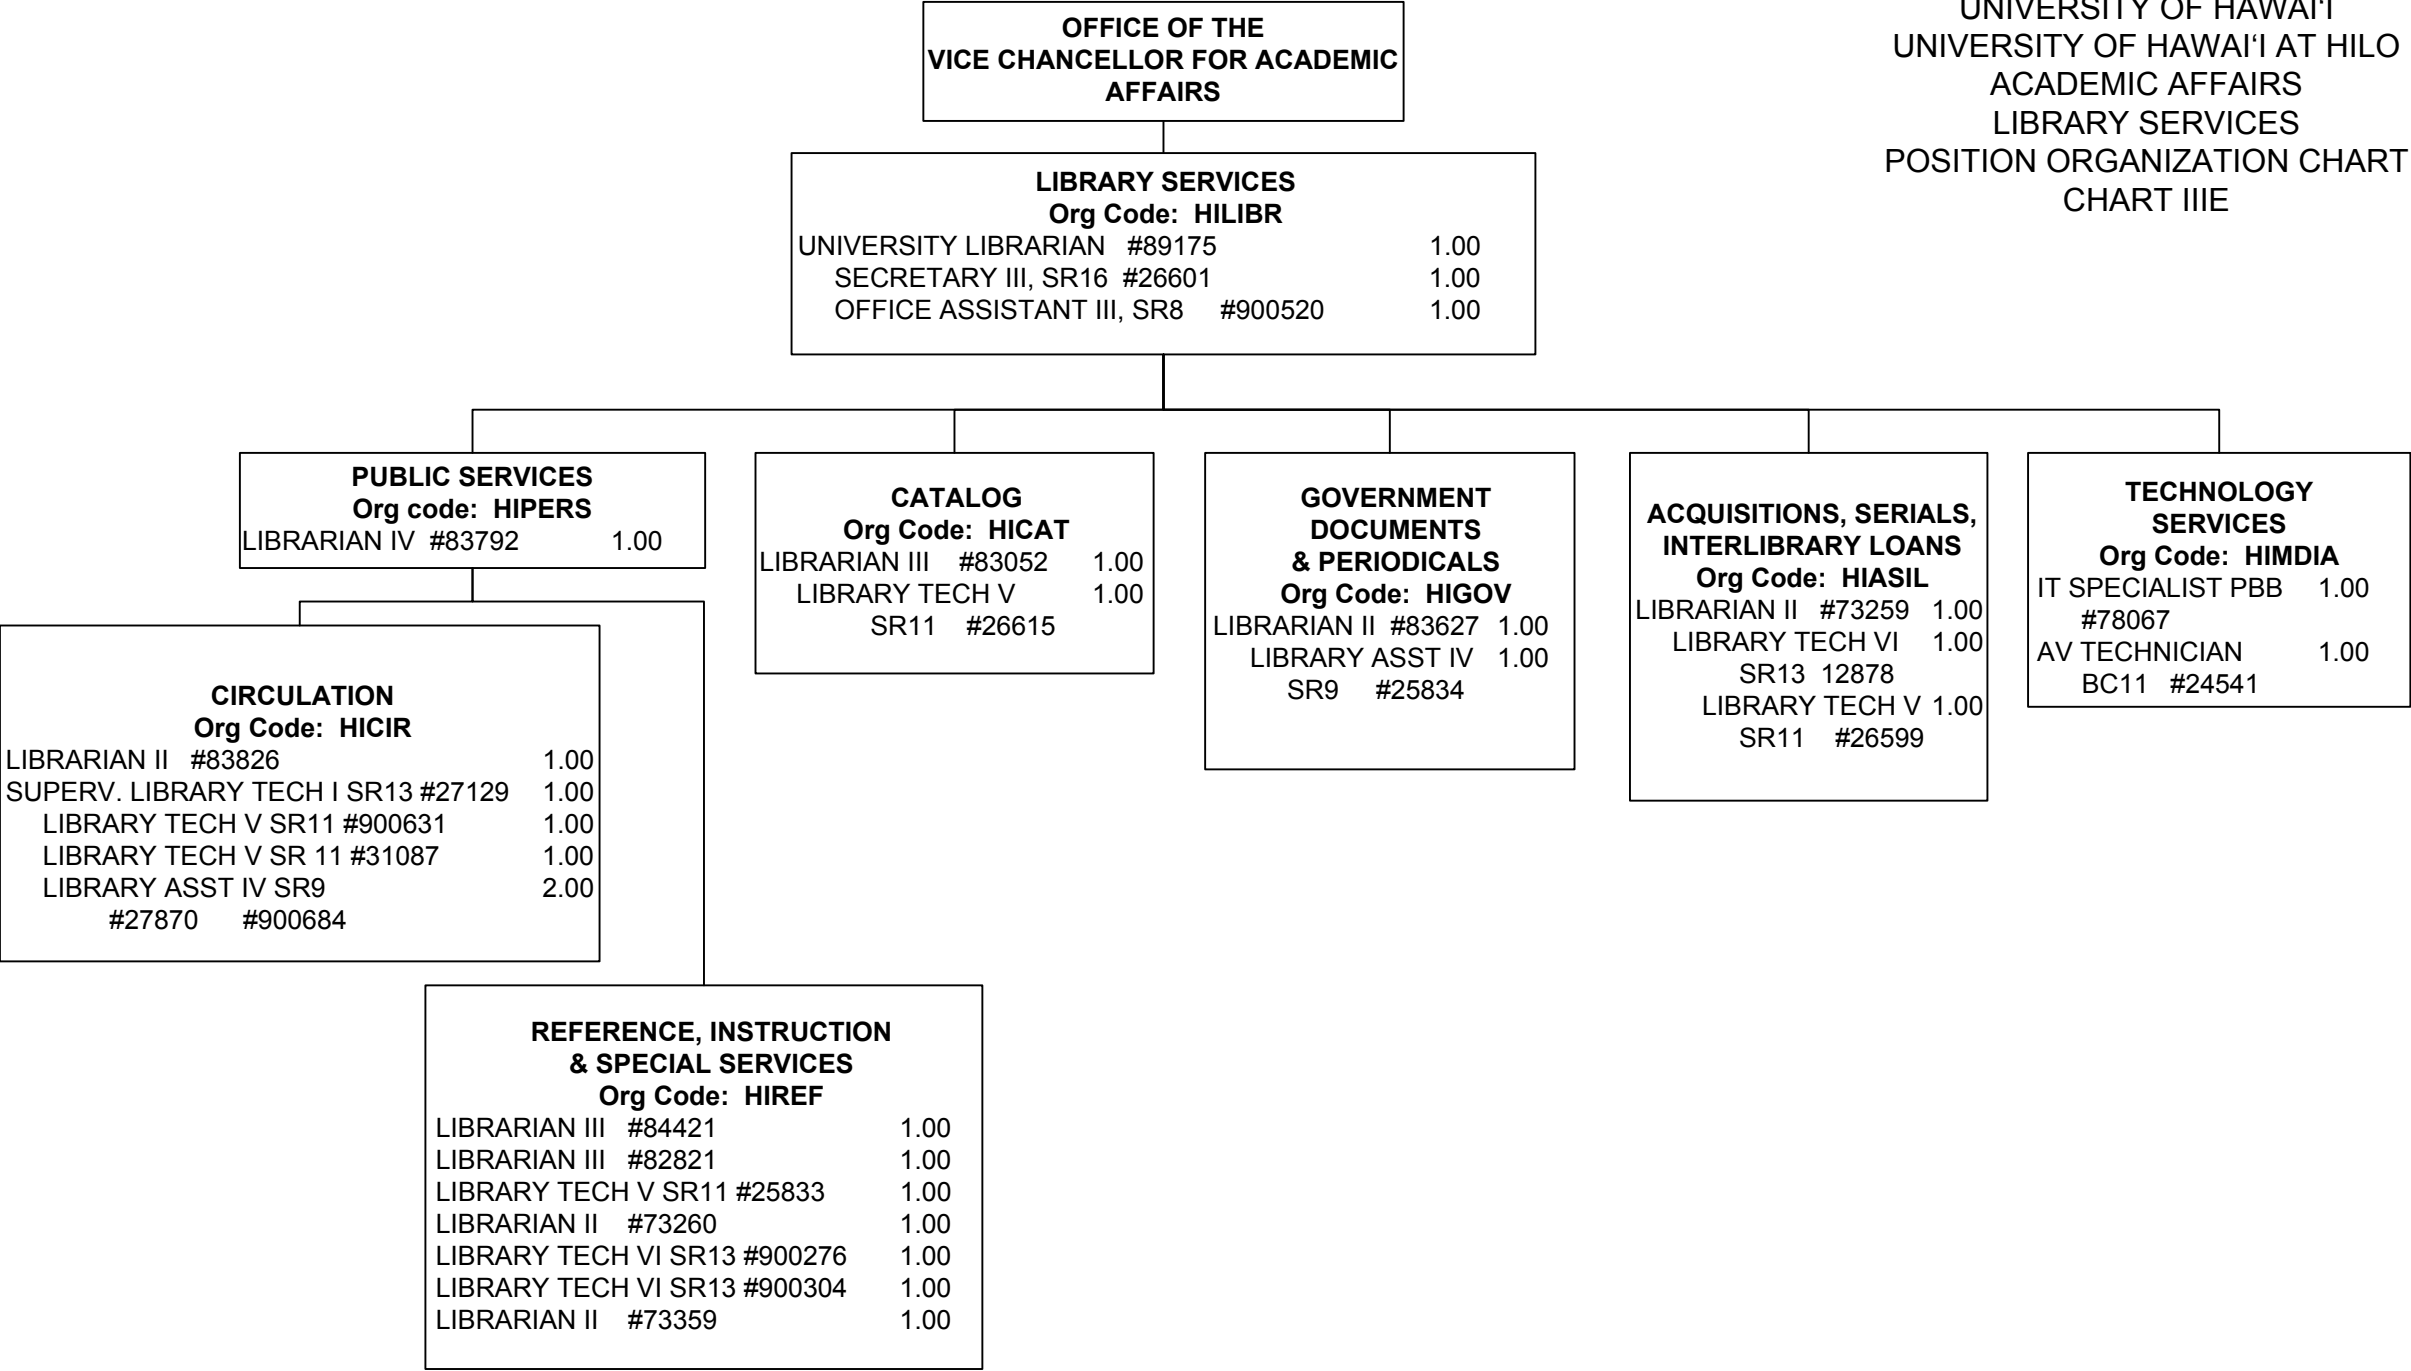 UNIVERSITY OF HAWAI‘I
UNIVERSITY OF HAWAI‘I AT HILO
ACADEMIC AFFAIRS
LIBRARY SERVICES
POSITION ORGANIZATION CHART
CHART IIIE
OFFICE OF THE
VICE CHANCELLOR FOR ACADEMIC
AFFAIRS
LIBRARY SERVICES
Org Code: HILIBR
UNIVERSITY LIBRARIAN #89175 1.00
SECRETARY III, SR16 #26601 1.00
OFFICE ASSISTANT III, SR8 #900520 1.00
PUBLIC SERVICES
Org code: HIPERS
LIBRARIAN IV #83792 1.00
CATALOG
Org Code: HICAT
LIBRARIAN III #83052 1.00
LIBRARY TECH V 1.00
SR11 #26615
GOVERNMENT
DOCUMENTS
& PERIODICALS
Org Code: HIGOV
LIBRARIAN II #83627 1.00
LIBRARY ASST IV 1.00
SR9 #25834
ACQUISITIONS, SERIALS,
INTERLIBRARY LOANS
Org Code: HIASIL
LIBRARIAN II #73259 1.00
LIBRARY TECH VI 1.00
SR13 12878
LIBRARY TECH V 1.00
SR11 #26599
TECHNOLOGY
SERVICES
Org Code: HIMDIA
IT SPECIALIST PBB 1.00
#78067
AV TECHNICIAN 1.00
BC11 #24541
CIRCULATION
Org Code: HICIR
LIBRARIAN II #83826 1.00
SUPERV. LIBRARY TECH I SR13 #27129 1.00
LIBRARY TECH V SR11 #900631 1.00
LIBRARY TECH V SR 11 #31087 1.00
LIBRARY ASST IV SR9 2.00
#27870 #900684
REFERENCE, INSTRUCTION
& SPECIAL SERVICES
Org Code: HIREF
LIBRARIAN III #84421 1.00
LIBRARIAN III #82821 1.00
LIBRARY TECH V SR11 #25833 1.00
LIBRARIAN II #73260 1.00
LIBRARY TECH VI SR13 #900276 1.00
LIBRARY TECH VI SR13 #900304 1.00
LIBRARIAN II #73359 1.00